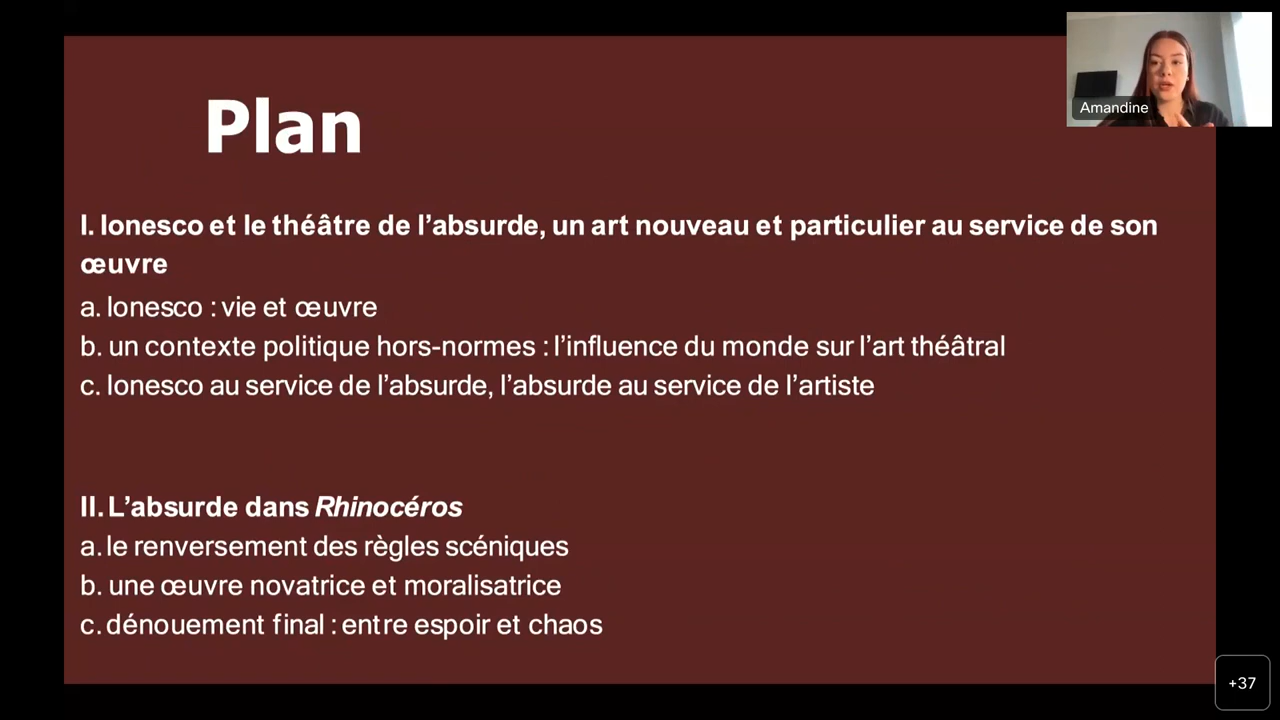 Amandine
Plan
I. Ionesco et le théâtre de l’absurde, un art nouveau et particulier au service de son
œuvre
a. Ionesco : vie et œuvre
b. un contexte politique hors-normes : l’influence du monde sur l’art théâtral
c. Ionesco au service de l’absurde, l’absurde au service de l’artiste
II. L’absurde dans Rhinocéros
a. le renversement des règles scéniques
b. une œuvre novatrice et moralisatrice
c. dénouement final : entre espoir et chaos
+37